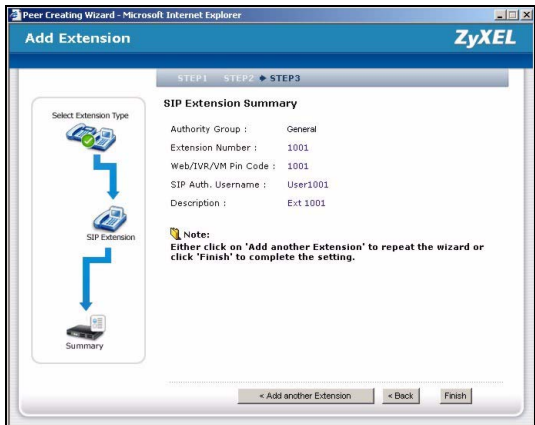 Peer Creating Wizard - Microsoft Internet Explorer
Add Extension
ZyXEL
STEP1 STEP2 STEP3
Select Extension Type
SIP Extension
Summary
SIP Extension Summary
Authority Group : General
Extension Number : 1001
Web/IVR/VM Pin Code : 1001
SIP Auth. Username : User1001
Description : Ext 1001
Note:
Either click on 'Add another Extension' to repeat the wizard or
click 'Finish' to complete the setting.
< Add another Extension
< Back
Finish